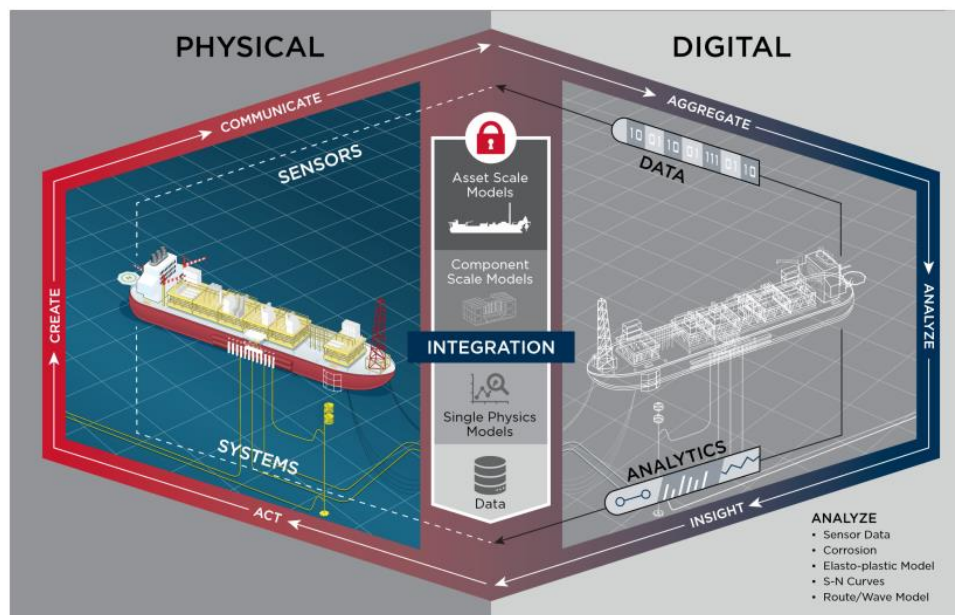 PHYSICAL
DIGITAL
COMMUNICATE
AGGREGATE
SENSORS
10 01 10 01 111 01 10
DATA
Asset Scale
Models
Component
Scale Models
CREATE
INTEGRATION
ANALYZE
Single Physics
Models
SYSTEMS
ANALYTICS
Data
ACT
INSIGHT
ANALYZE
• Sensor Data
• Corrosion
• Elasto-plastic Model
• S-N Curves
• Route/Wave Model